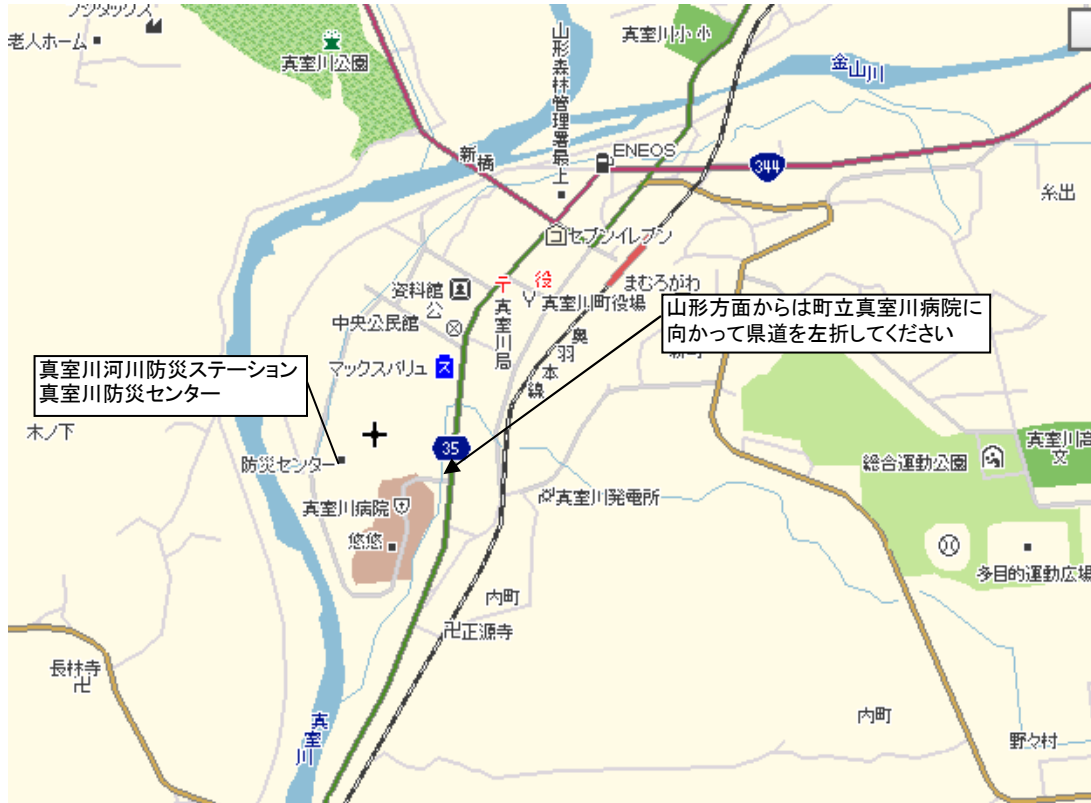 ノダックス
老人ホーム
真室川公園
山形森林管理署最上
真室川小
金山川
新橋
ENEOS
344
糸出
セブンイレブン
役
まむろがわ
資料館
公
真室川町役場
中央公民館
真室川局
奥羽本線
山形方面からは町立真室川病院に
向かって県道を左折してください
マックスバリュ
ス
真室川河川防災ステーション
真室川防災センター
木ノ下
35
防災センター
総合運動公園
真室川高
文
真室川病院
真室川発電所
悠悠
多目的運動広場
内町
正源寺
長林寺
内町
真室川
野々村